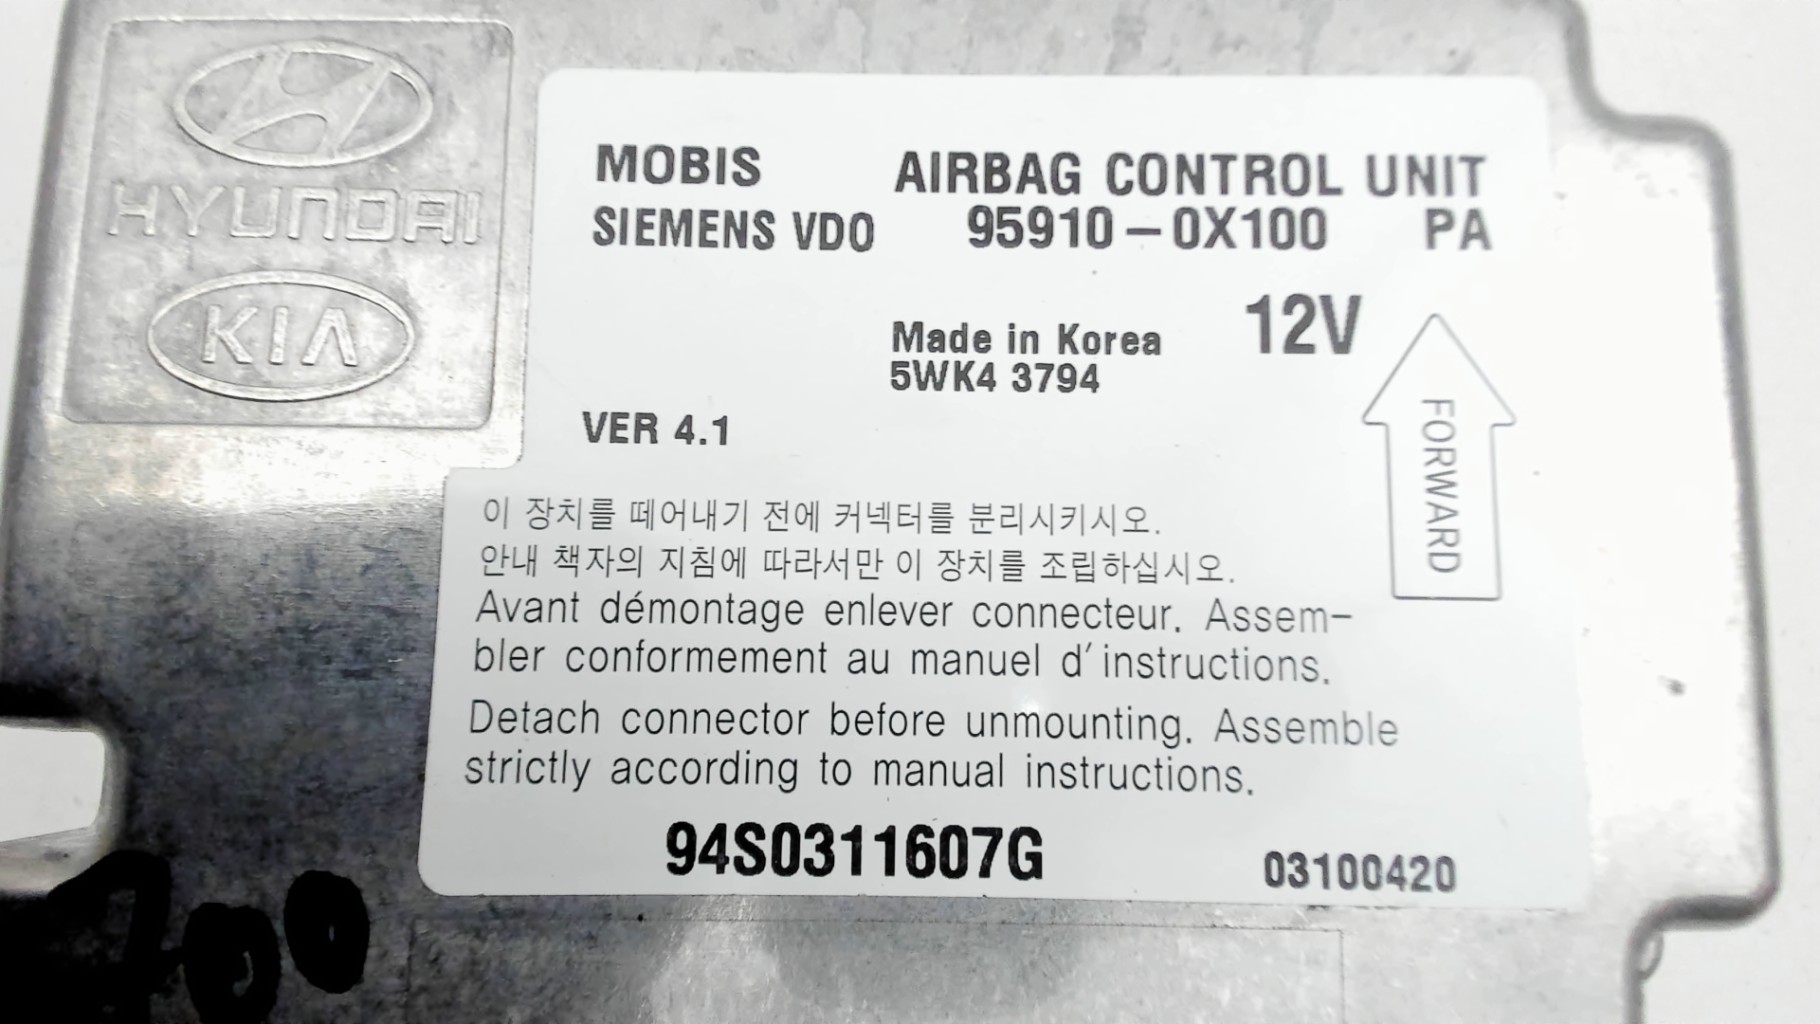 HYUNDAI
KIA
MOBIS AIRBAG CONTROL UNIT
SIEMENS VDO 95910-0X100 PA
Made in Korea 12V
5WK4 3794
VER 4.1
FORWARD
이 장치를 떼어내기 전에 커넥터를 분리시키시오.
안내 책자의 지침에 따라서만 이 장치를 조립하십시오.
Avant démontage enlever connecteur. Assem-
bler conformement au manuel d'instructions.
Detach connector before unmounting. Assemble
strictly according to manual instructions.
94S0311607G 03100420
700